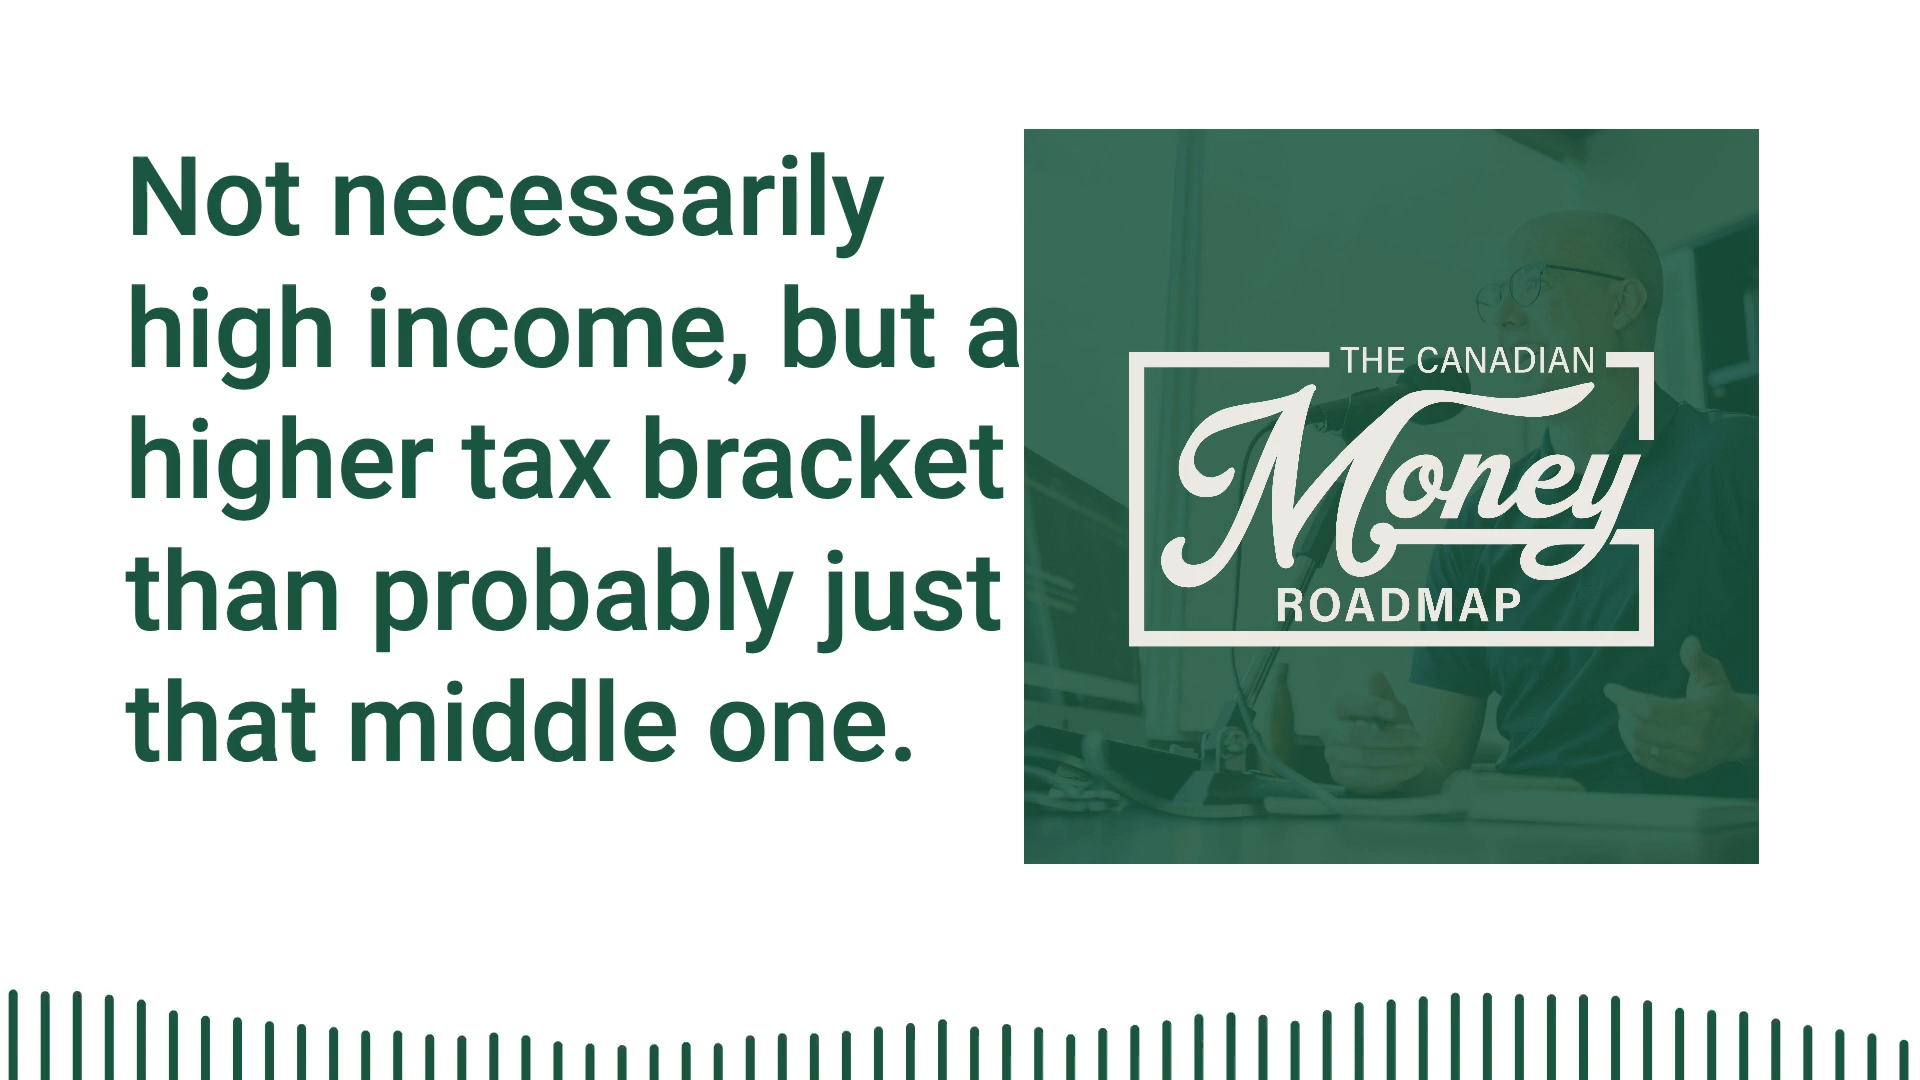 Not necessarily
high income, but a
higher tax bracket
than probably just
that middle one.
THE CANADIAN
Money
ROADMAP